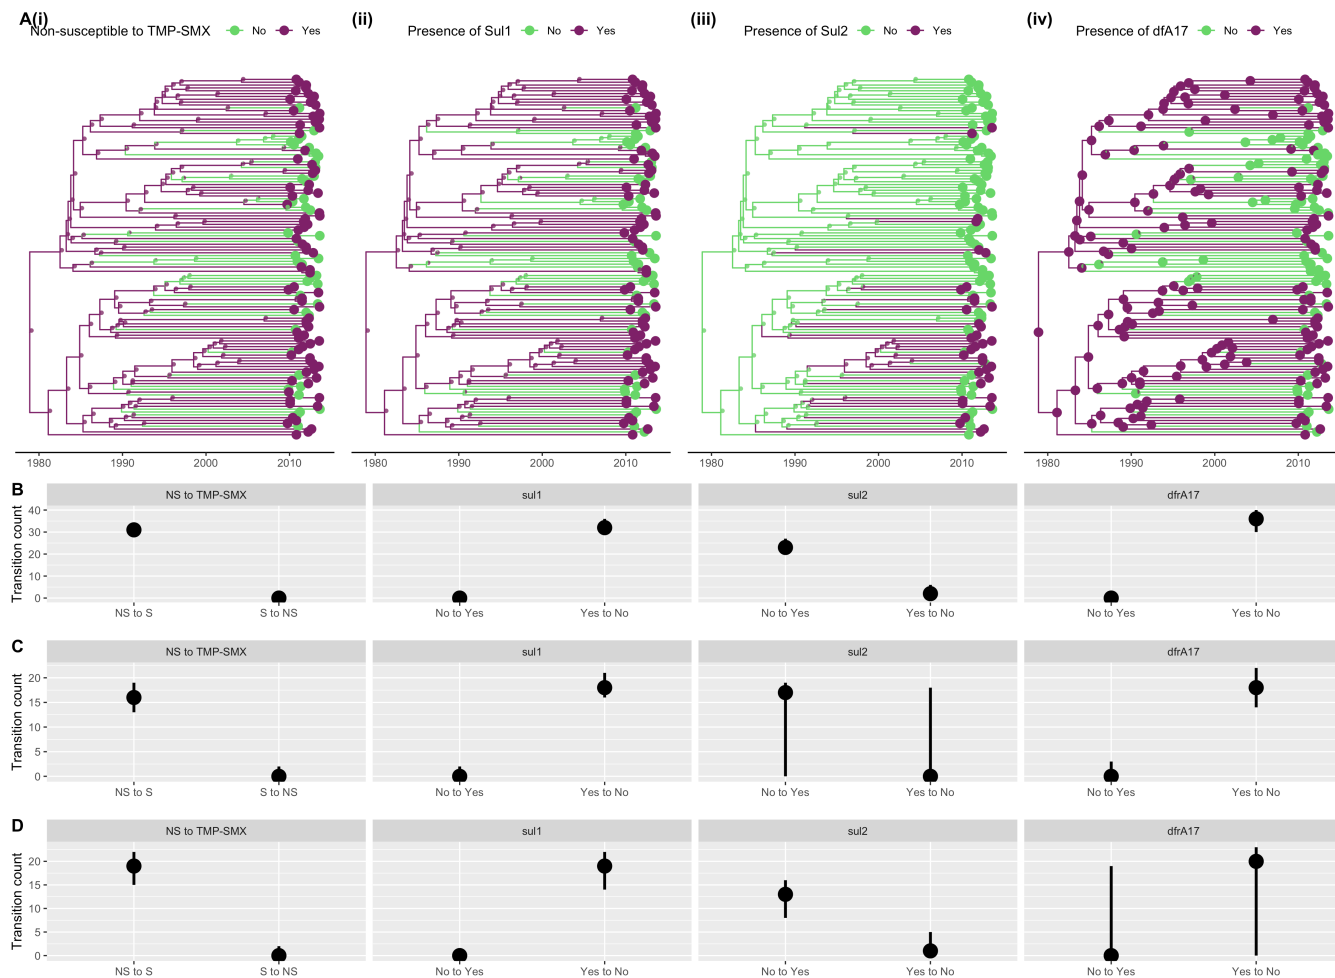 A(i) (ii) (iii) (iv)
Non-susceptible to TMP-SMX No Yes Presence of Sul1 No Yes Presence of Sul2 No Yes Presence of dfA17 No Yes
1980 1990 2000 2010 1980 1990 2000 2010 1980 1990 2000 2010 1980 1990 2000 2010
B
NS to TMP-SMX sul1 sul2 dfrA17
Transition count
40
30
20
10
0
NS to S S to NS No to Yes Yes to No No to Yes Yes to No No to Yes Yes to No
C
NS to TMP-SMX sul1 sul2 dfrA17
Transition count
20
15
10
5
0
NS to S S to NS No to Yes Yes to No No to Yes Yes to No No to Yes Yes to No
D
NS to TMP-SMX sul1 sul2 dfrA17
Transition count
20
15
10
5
0
NS to S S to NS No to Yes Yes to No No to Yes Yes to No No to Yes Yes to No